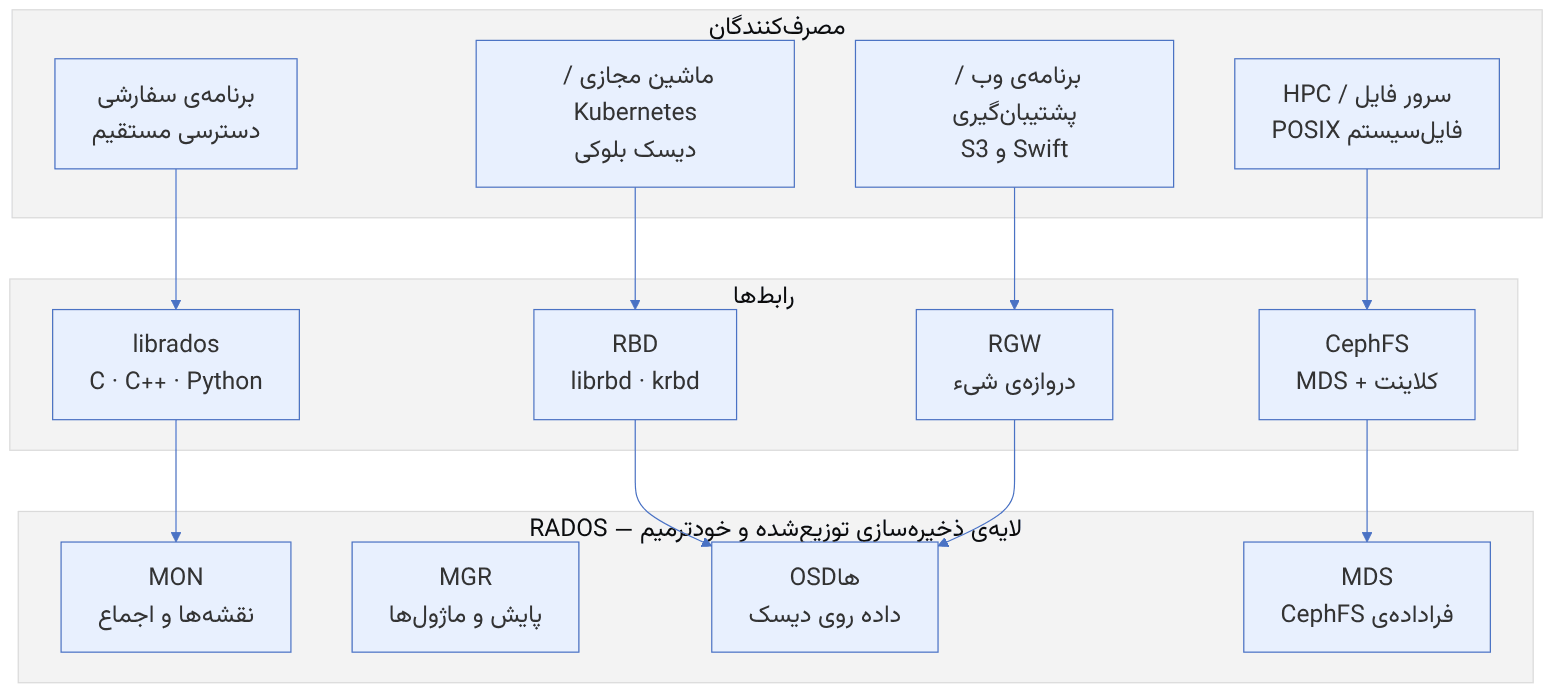 مصرف‌کنندگان
برنامه‌ی سفارشی
دسترسی مستقیم
ماشین مجازی /
Kubernetes
دیسک بلوکی
برنامه‌ی وب /
پشتیبان‌گیری
S3 و Swift
سرور فایل / HPC
فایل‌سیستم POSIX
رابط‌ها
librados
C · C++ · Python
RBD
librbd · krbd
RGW
دروازه‌ی شیء
CephFS
کلاینت + MDS
لایه‌ی ذخیره‌سازی توزیع‌شده و خودترمیم — RADOS
MON
نقشه‌ها و اجماع
MGR
پایش و ماژول‌ها
OSDها
داده روی دیسک
MDS
فراداده‌ی CephFS